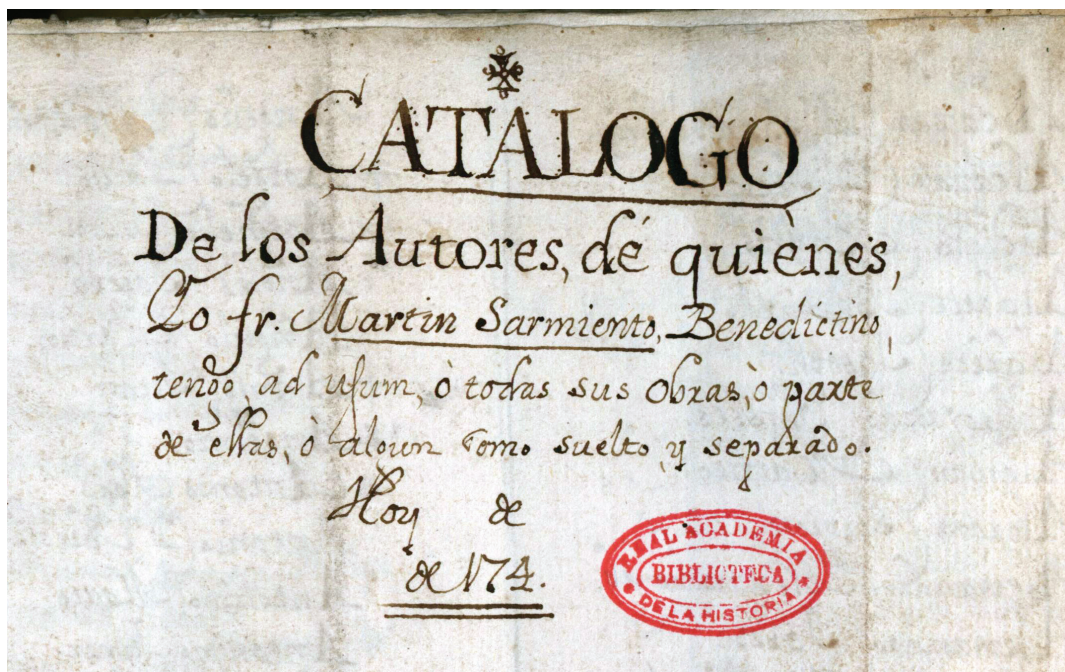 CATALOGO
De los Autores, de quienes,
Yo fr. Martin Sarmiento, Benedictino,
tengo, ad usum, ò todas sus Obras, ò parte
de ellas, ò algun tomo suelto, y separado.
Hoy de
de 174.
REAL ACADEMIA
BIBLIOTECA
DE LA HISTORIA